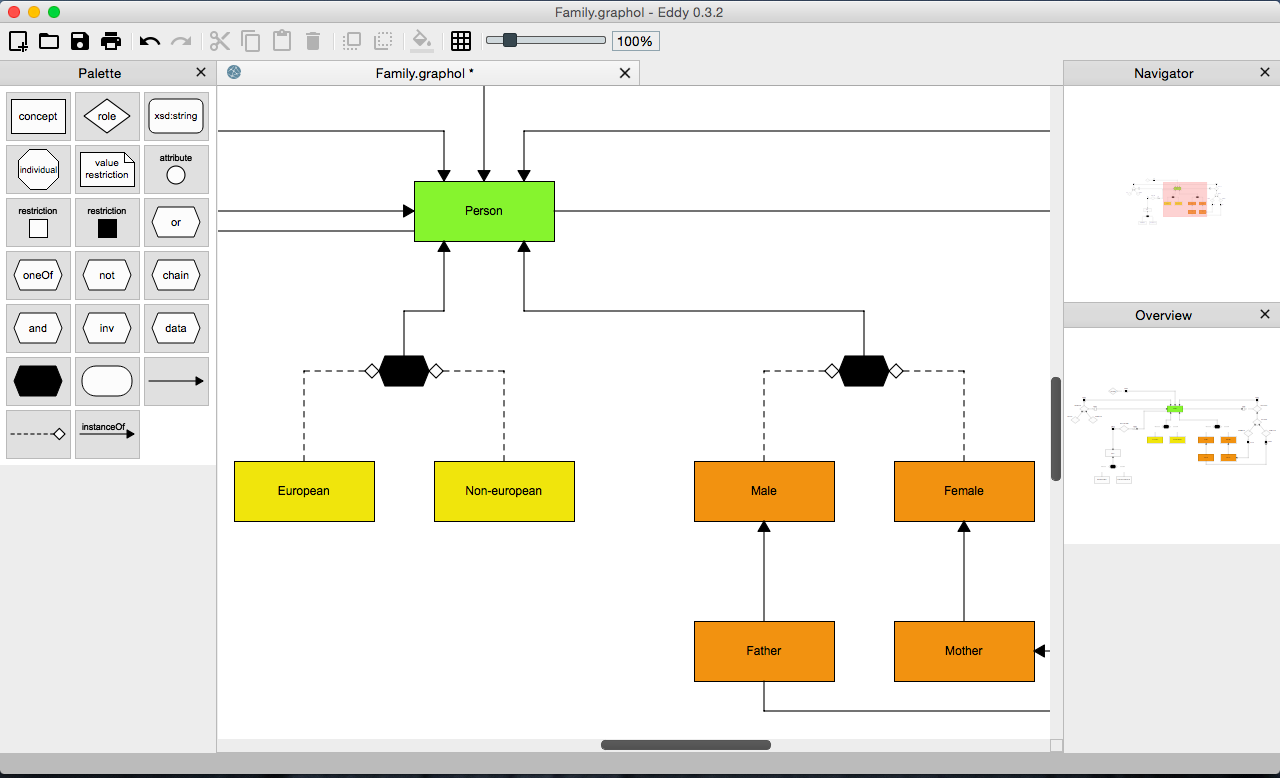 Family.graphol - Eddy 0.3.2
100%
Palette
Family.graphol *
Navigator
concept
role
xsd:string
individual
value
restriction
attribute
restriction
restriction
or
oneOf
not
chain
and
inv
data
instanceOf
Person
European
Non-european
Male
Female
Father
Mother
Overview